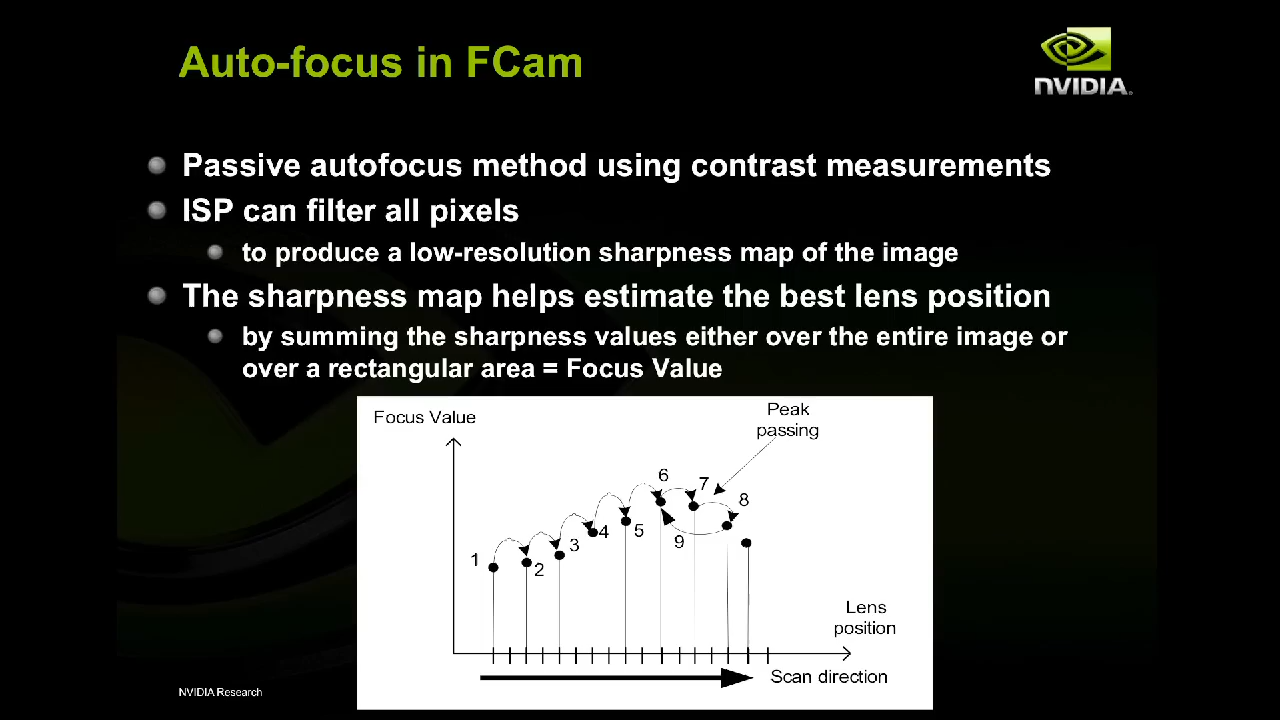 Auto-focus in FCam
NVIDIA
Passive autofocus method using contrast measurements
ISP can filter all pixels
to produce a low-resolution sharpness map of the image
The sharpness map helps estimate the best lens position
by summing the sharpness values either over the entire image or
over a rectangular area = Focus Value
Focus Value
Peak
passing
1
2
3
4
5
6
7
8
9
Lens
position
Scan direction
NVIDIA Research